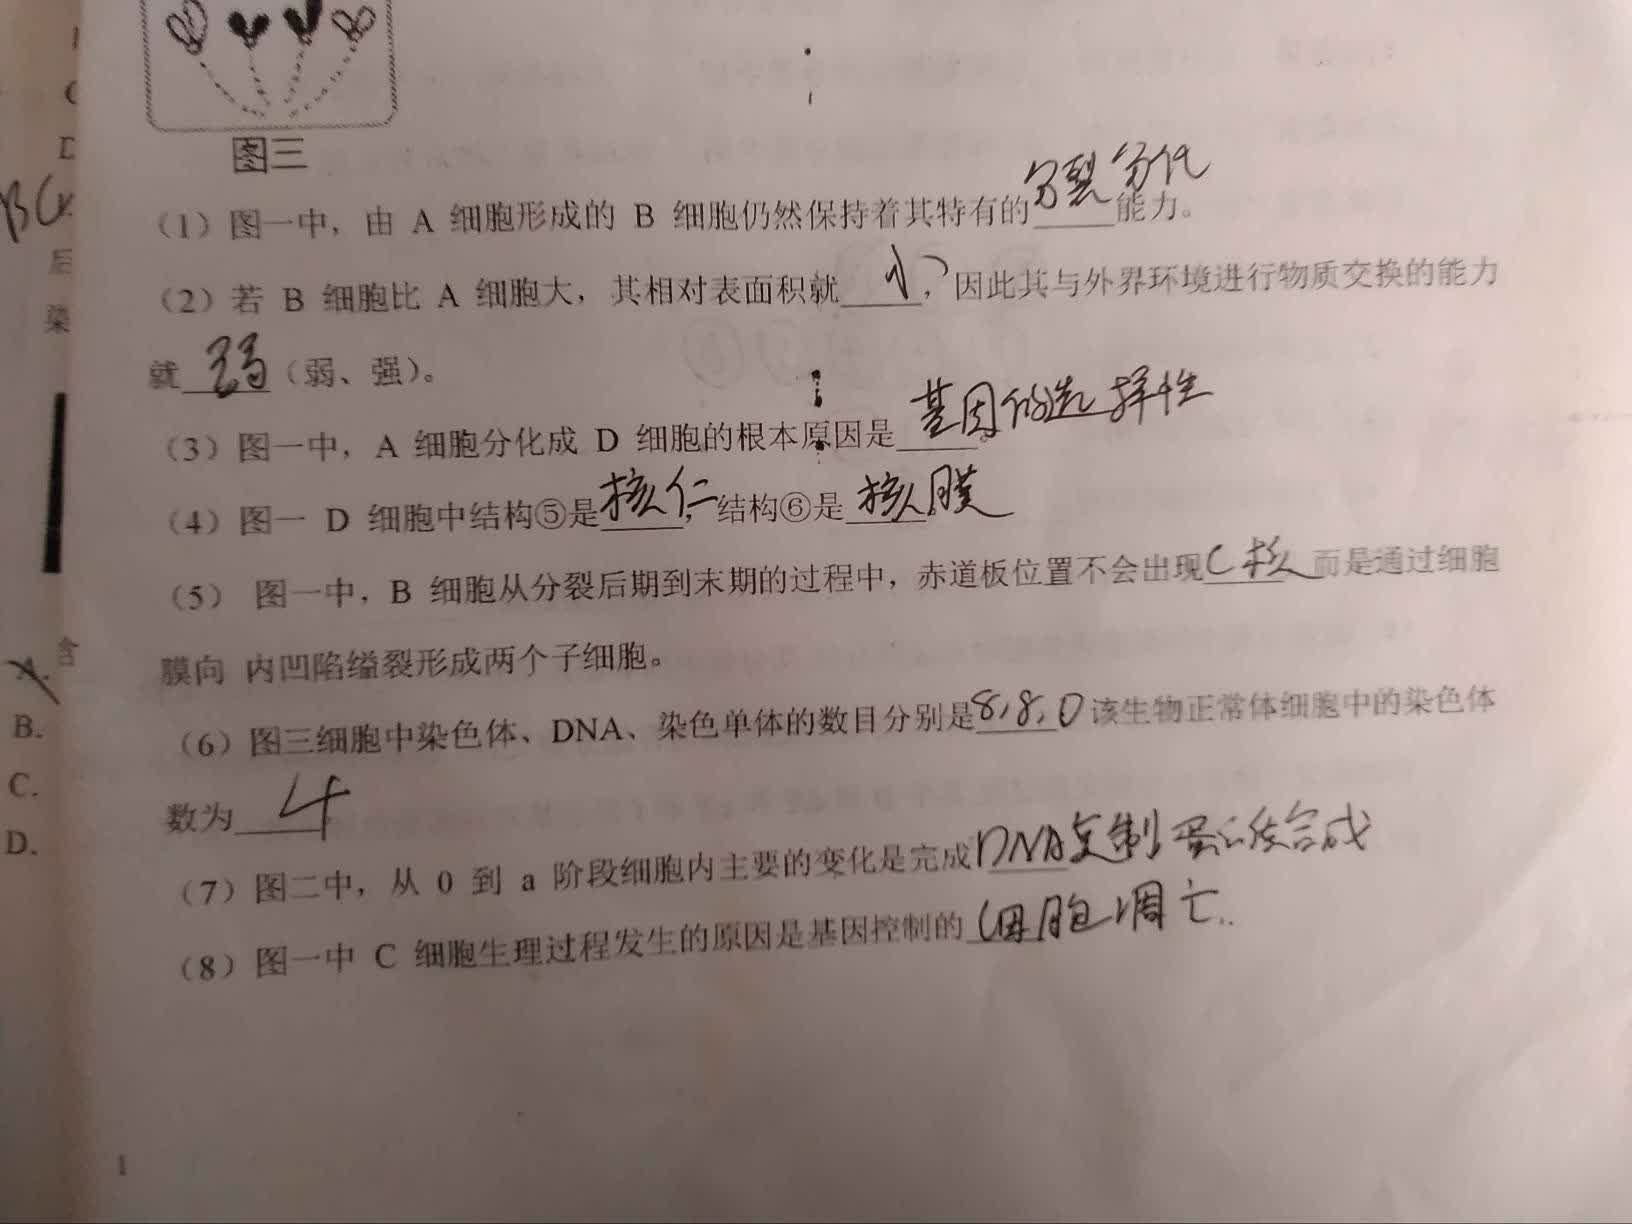 图三
(1) 图一中，由 A 细胞形成的 B 细胞仍然保持着其特有的分裂分化能力。
(2) 若 B 细胞比 A 细胞大，其相对表面积就小，因此其与外界环境进行物质交换的能力
就弱（弱、强）。
(3) 图一中，A 细胞分化成 D 细胞的根本原因是基因的选择性
(4) 图一 D 细胞中结构⑤是核仁，结构⑥是核膜
(5) 图一中，B 细胞从分裂后期到末期的过程中，赤道板位置不会出现C核而是通过细胞
膜向 内凹陷缢裂形成两个子细胞。
(6) 图三细胞中染色体、DNA、染色单体的数目分别是8,8,0该生物正常体细胞中的染色体
数为4
(7) 图二中，从 0 到 a 阶段细胞内主要的变化是完成DNA复制 蛋白质合成
(8) 图一中 C 细胞生理过程发生的原因是基因控制的细胞凋亡..
后
染
含
A.
B.
C.
D.
1